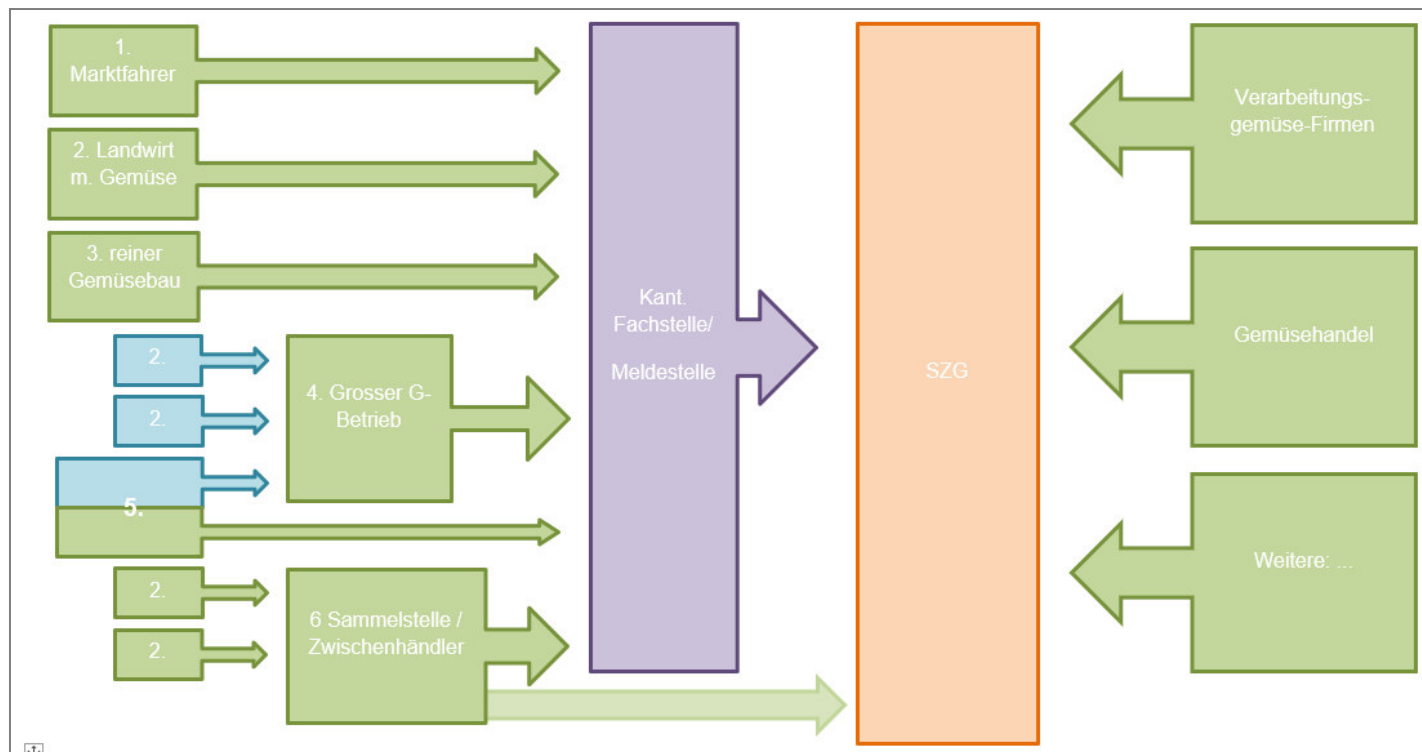 1.
Marktfahrer
2. Landwirt
m. Gemüse
3. reiner
Gemüsebau
2.
2.
5.
2.
2.
4. Grosser G-
Betrieb
6 Sammelstelle /
Zwischenhändler
Kant.
Fachstelle/
Meldestelle
SZG
Verarbeitungs-
gemüse-Firmen
Gemüsehandel
Weitere: ...